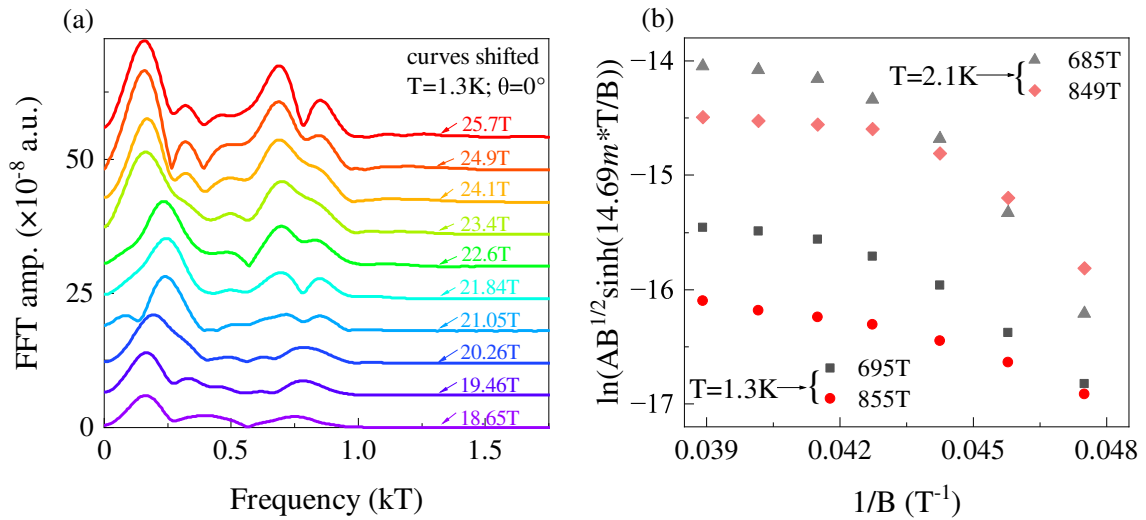 (a)
curves shifted
T=1.3K; θ=0°
25.7T
24.9T
24.1T
23.4T
22.6T
21.84T
21.05T
20.26T
19.46T
18.65T
50
25
0
0
0.5
1.0
1.5
FFT amp. (×10⁻⁸ a.u.)
Frequency (kT)
(b)
−14
−15
−16
−17
0.039
0.042
0.045
0.048
ln(AB^1/2sinh(14.69m*T/B))
1/B (T⁻¹)
T=2.1K
685T
849T
T=1.3K
695T
855T